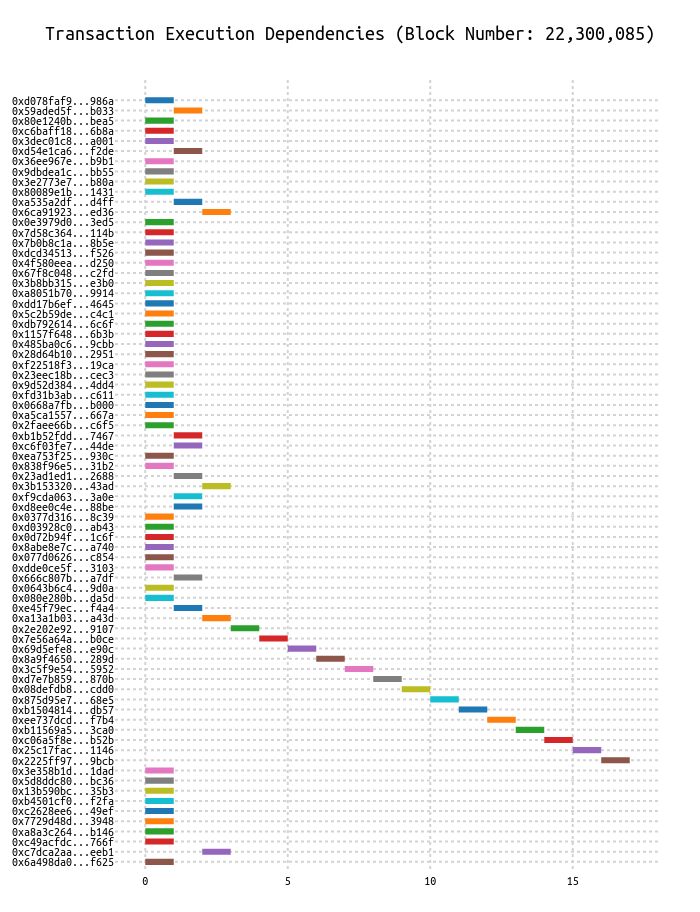 Transaction Execution Dependencies (Block Number: 22,300,085)
0xd078faf9...986a
0x59aded5f...b033
0x80e1240b...bea5
0xc6baff18...6b8a
0x3dec01c8...a001
0xd54e1ca6...f2de
0x36ee967e...b9b1
0x9dbdea1c...bb55
0x3e2773e7...b80a
0x80089e1b...1431
0xa535a2df...d4ff
0x6ca91923...ed36
0x0e3979d0...3ed5
0x7d58c364...114b
0x7b0b8c1a...8b5e
0xdcd34513...f526
0x4f580eea...d250
0x67f8c048...c2fd
0x3b8bb315...e3b0
0xa8051b70...9914
0xdd17b6ef...4645
0x5c2b59de...c4c1
0xdb792614...6c6f
0x1157f648...6b3b
0x485ba0c6...9cbb
0x28d64b10...2951
0xf22518f3...19ca
0x23eec18b...cec3
0x9d52d384...4dd4
0xfd31b3ab...c611
0x0668a7fb...b000
0xa5ca1557...667a
0x2faee66b...c6f5
0xb1b52fdd...7467
0xc6f03fe7...44de
0xea753f25...930c
0x838f96e5...31b2
0x23ad1ed1...2688
0x3b153320...43ad
0xf9cda063...3a0e
0xd8ee0c4e...88be
0x0377d316...8c39
0xd03928c0...ab43
0x0d72b94f...1c6f
0x8abe8e7c...a740
0x077d0626...c854
0xdde0ce5f...3103
0x666c807b...a7df
0x0643b6c4...9d0a
0x080e280b...da5d
0xe45f79ec...f4a4
0xa13a1b03...a43d
0x2e202e92...9107
0x7e56a64a...b0ce
0x69d5efe8...e90c
0x8a9f4650...289d
0x3c5f9e54...5952
0xd7e7b859...870b
0x08defdb8...cdd0
0x875d95e7...68e5
0xb1504814...db57
0xee737dcd...f7b4
0xb11569a5...3ca0
0xc06a5f8e...b52b
0x25c17fac...1146
0x2225ff97...9bcb
0x3e358b1d...1dad
0x5d8ddc80...bc36
0x13b590bc...35b3
0xb4501cf0...f2fa
0xc2628ee6...49ef
0x7729d48d...3948
0xa8a3c264...b146
0xc49acfdc...766f
0xc7dca2aa...eeb1
0x6a498da0...f625
0 5 10 15